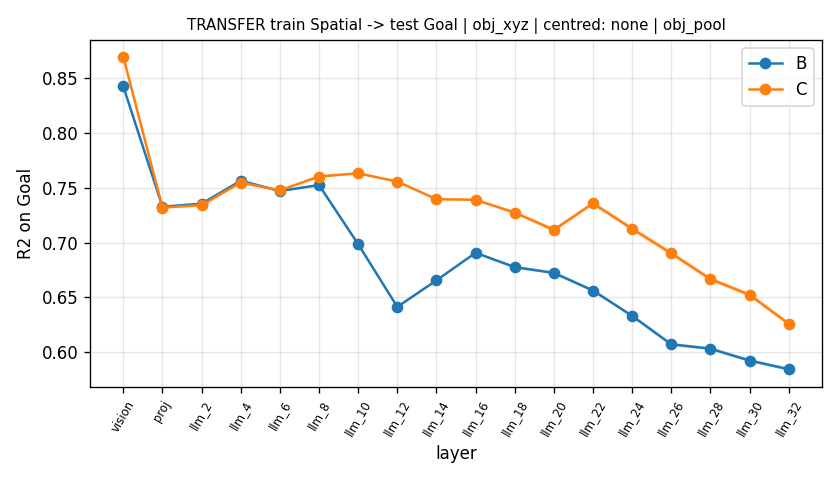 TRANSFER train Spatial -> test Goal | obj_xyz | centred: none | obj_pool
B
C
R2 on Goal
0.85
0.80
0.75
0.70
0.65
0.60
vision
proj
llm_2
llm_4
llm_6
llm_8
llm_10
llm_12
llm_14
llm_16
llm_18
llm_20
llm_22
llm_24
llm_26
llm_28
llm_30
llm_32
layer